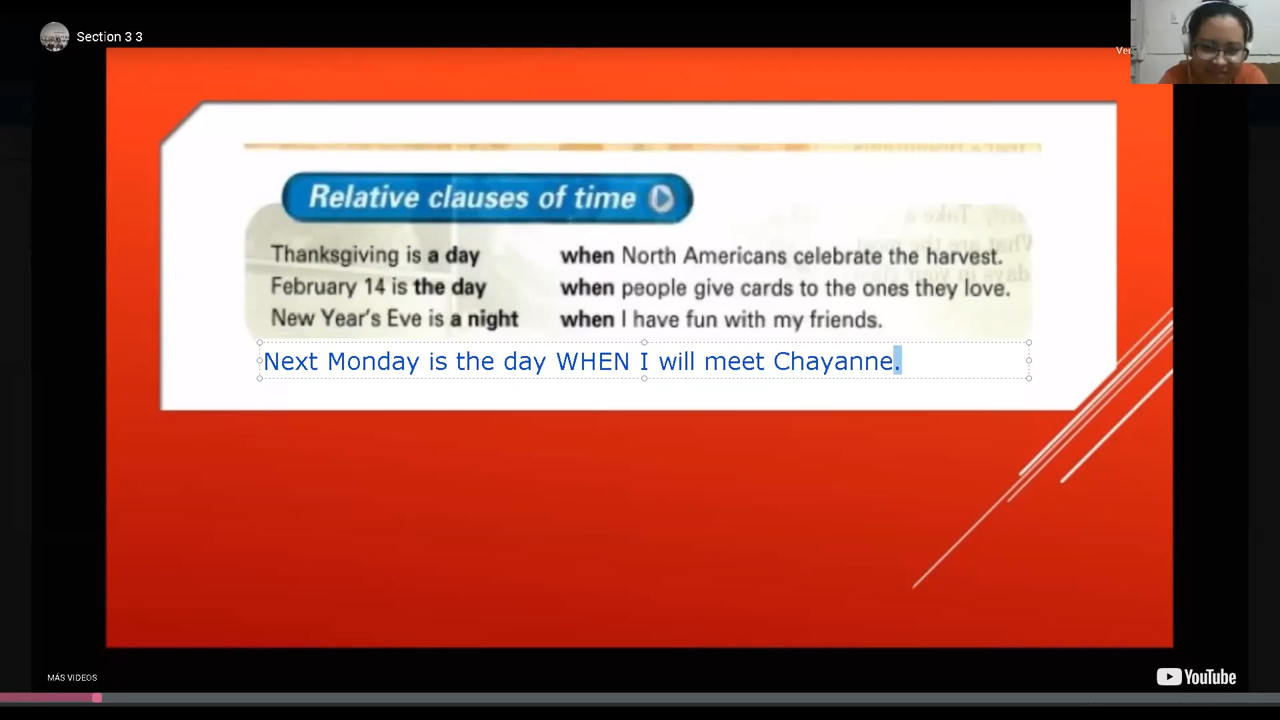 Section 3 3
Ver
Relative clauses of time
Thanksgiving is a day when North Americans celebrate the harvest.
February 14 is the day when people give cards to the ones they love.
New Year's Eve is a night when I have fun with my friends.
Next Monday is the day WHEN I will meet Chayanne.
MÁS VIDEOS
YouTube